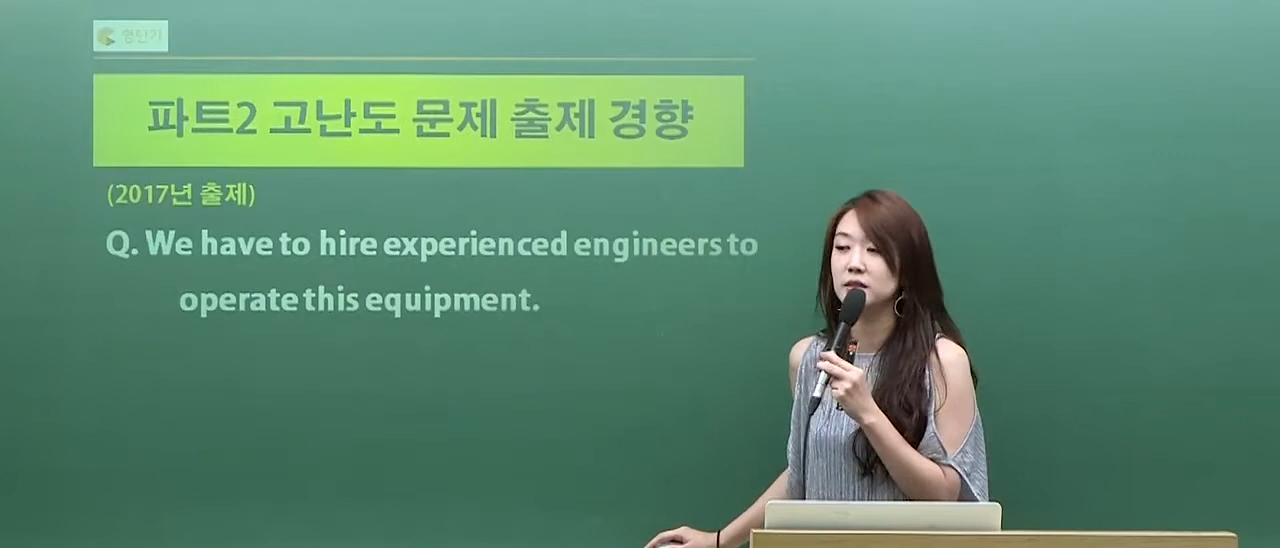 영단기
파트2 고난도 문제 출제 경향
(2017년 출제)
Q. We have to hire experienced engineers to
operate this equipment.